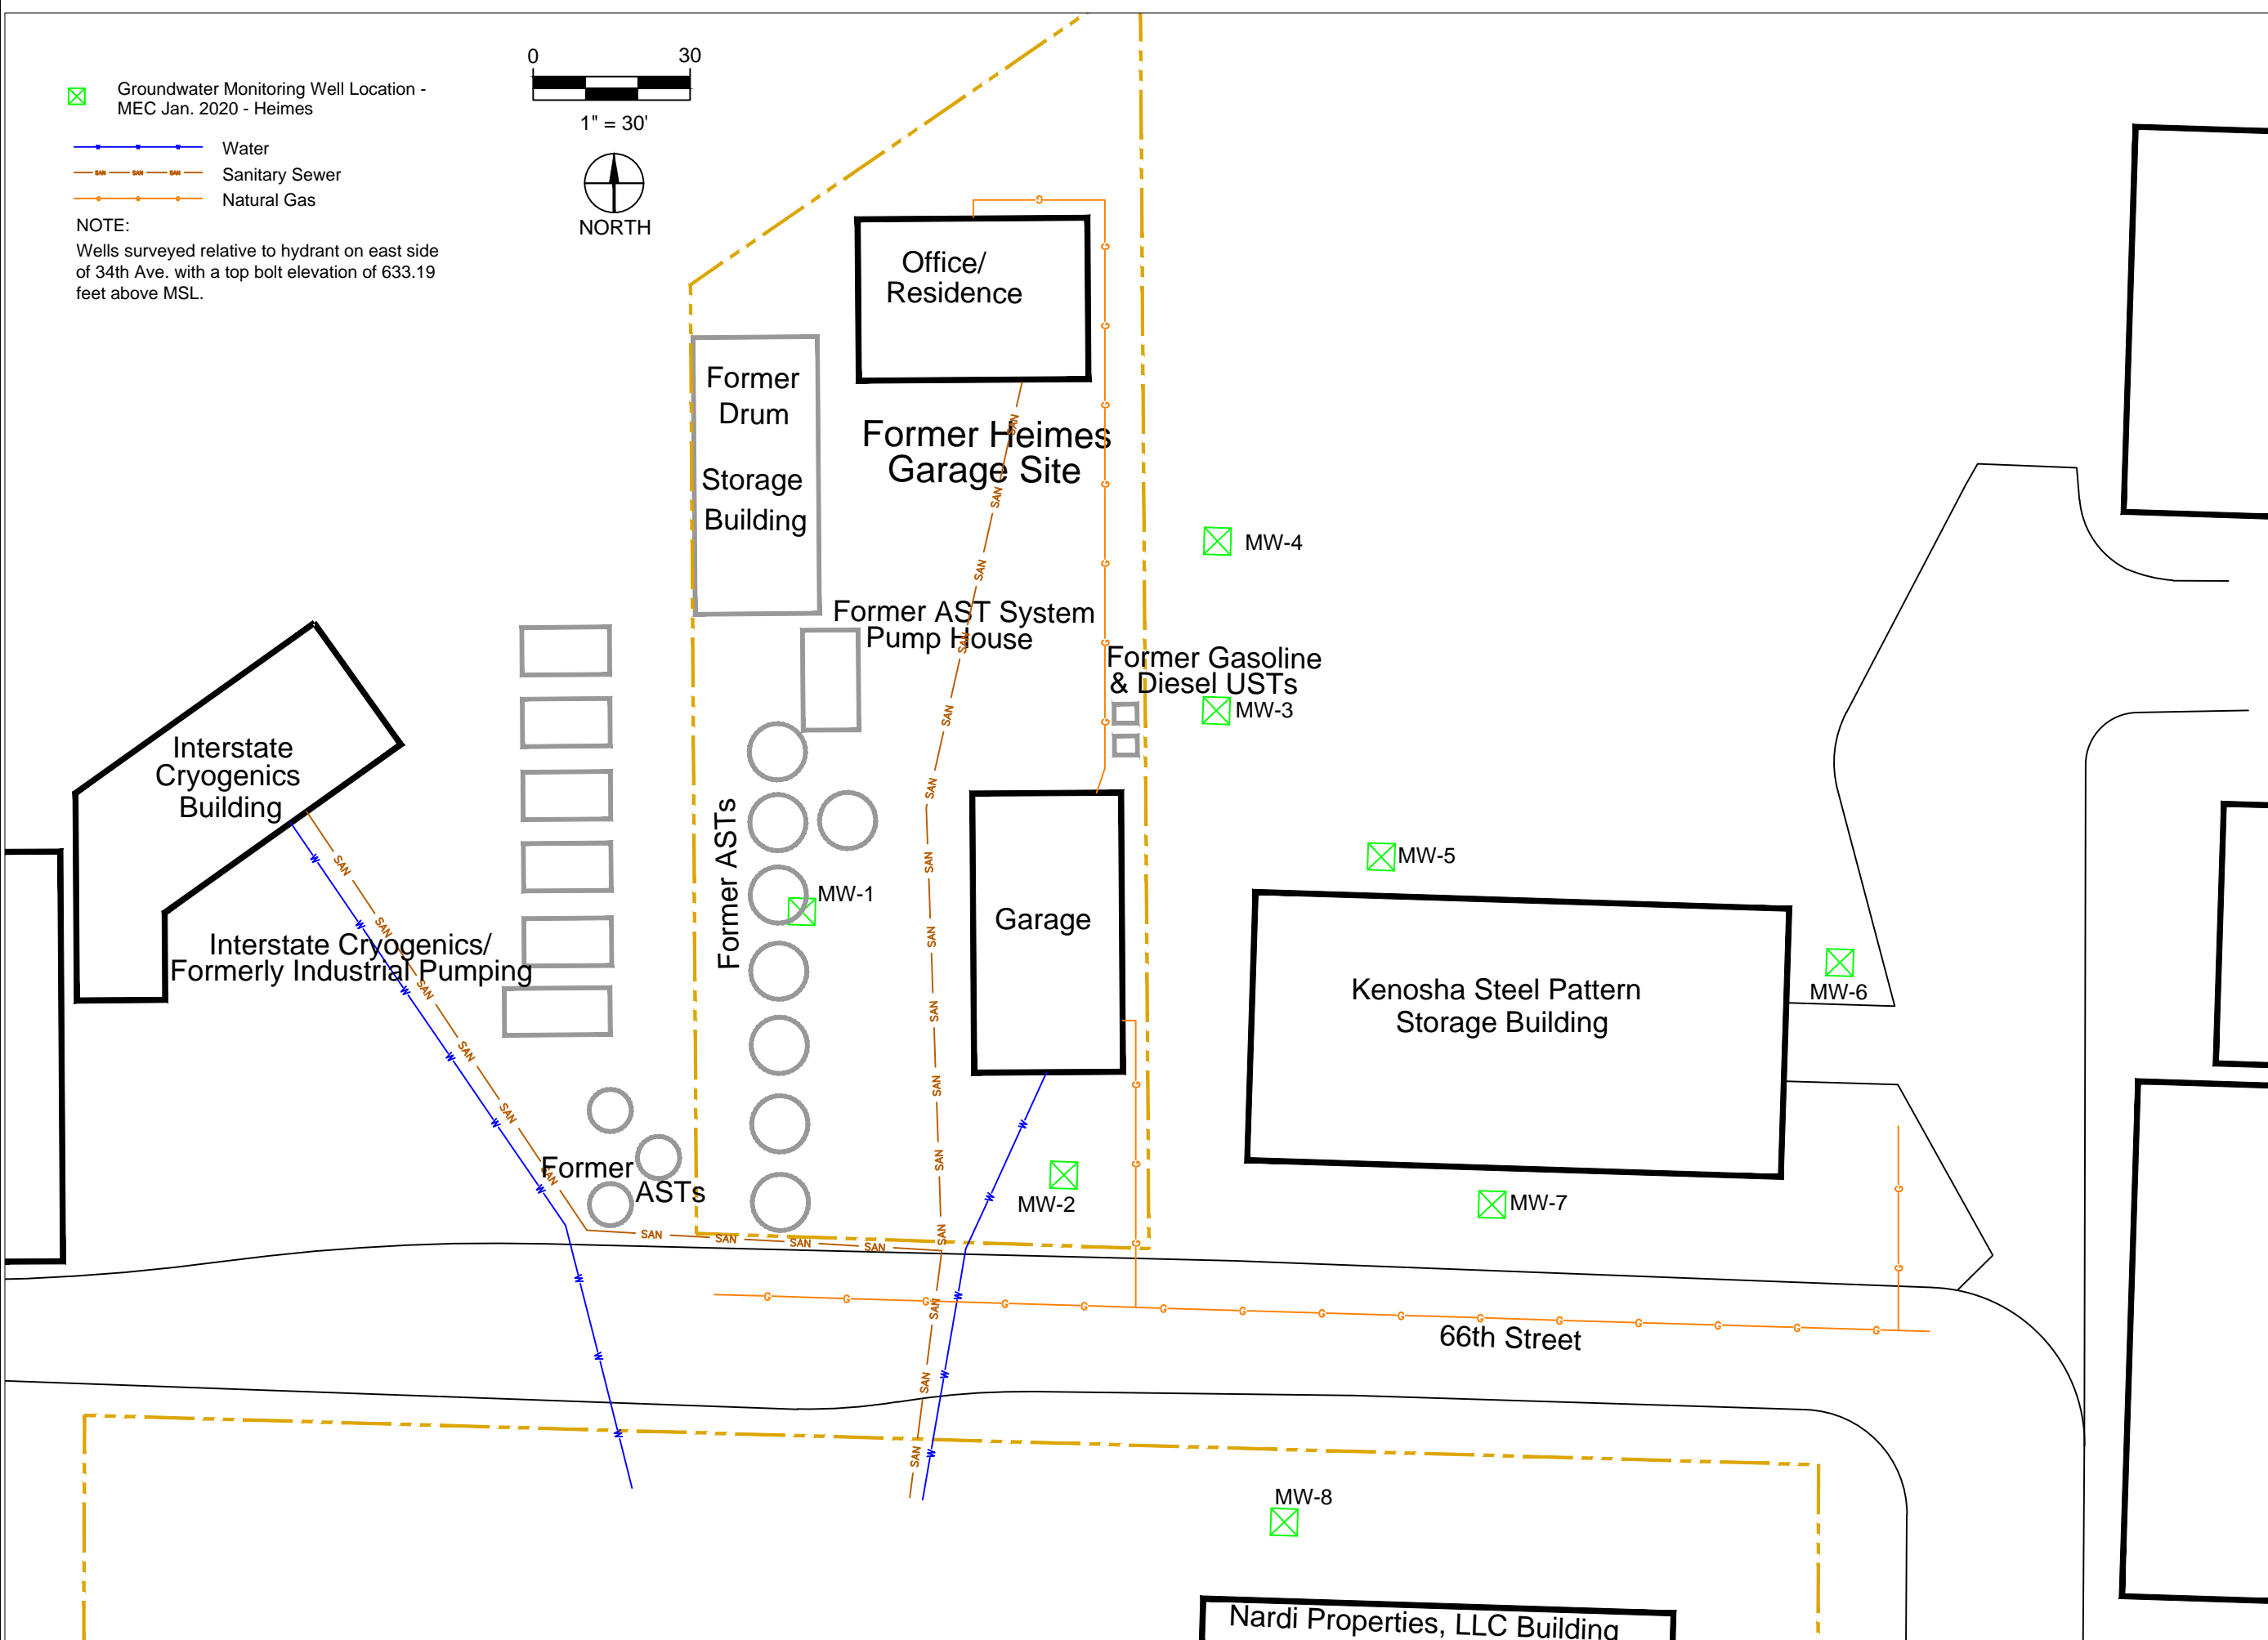 0 30
1" = 30'
NORTH
Groundwater Monitoring Well Location -
MEC Jan. 2020 - Heimes
Water
SAN SAN SAN
Sanitary Sewer
Natural Gas
NOTE:
Wells surveyed relative to hydrant on east side
of 34th Ave. with a top bolt elevation of 633.19
feet above MSL.
Office/
Residence
Former
Drum
Storage
Building
Former Heimes
Garage Site
MW-4
Former AST System
Pump House
Former Gasoline
& Diesel USTs
MW-3
Interstate
Cryogenics
Building
Former ASTs
MW-1
Garage
MW-5
Interstate Cryogenics/
Formerly Industrial Pumping
Kenosha Steel Pattern
Storage Building
MW-6
Former
ASTs
MW-2
MW-7
66th Street
MW-8
Nardi Properties, LLC Building